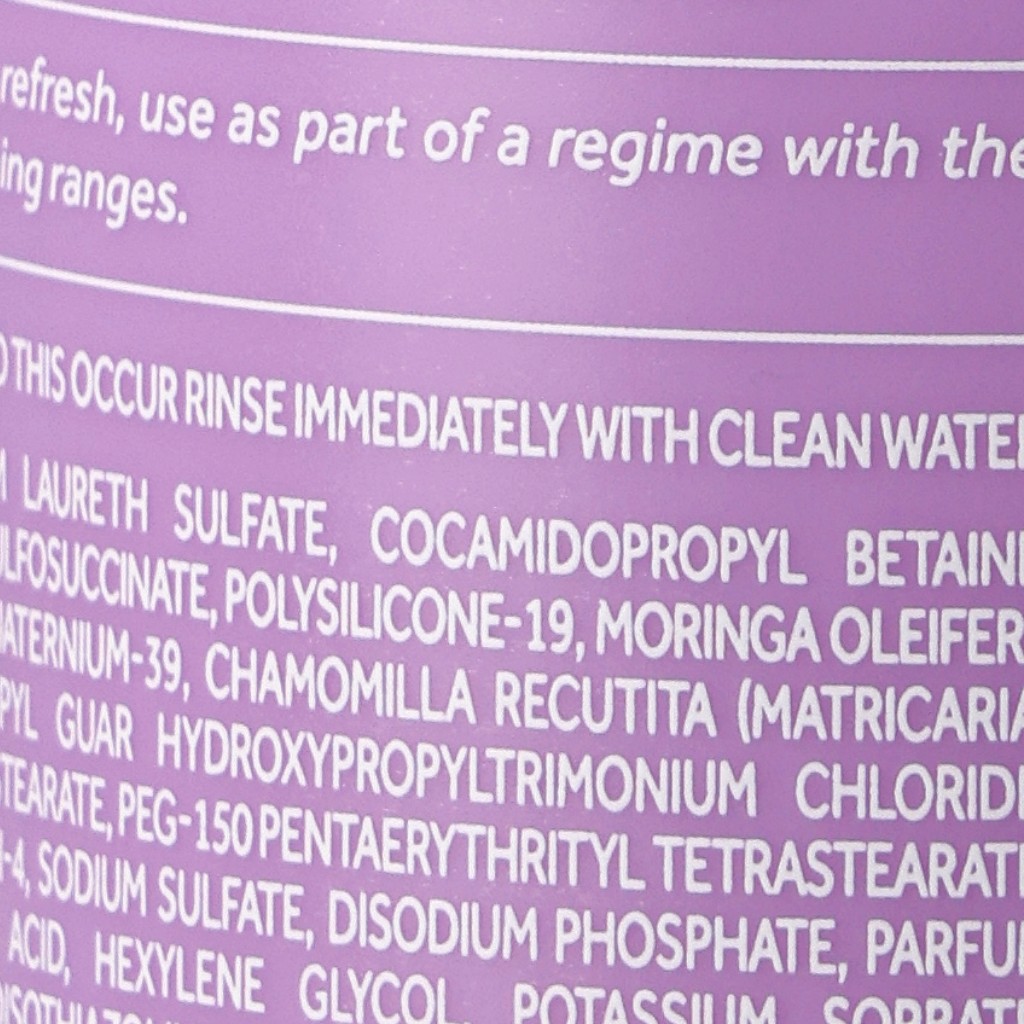 refresh, use as part of a regime with the
ing ranges.
THIS OCCUR RINSE IMMEDIATELY WITH CLEAN WATE
LAURETH SULFATE, COCAMIDOPROPYL BETAIN
LFOSUCCINATE, POLYSILICONE-19, MORINGA OLEIFER
ATERNIUM-39, CHAMOMILLA RECUTITA (MATRICARIA
PYL GUAR HYDROXYPROPYLTRIMONIUM CHLORID
STEARATE, PEG-150 PENTAERYTHRITYL TETRASTEARAT
-4, SODIUM SULFATE, DISODIUM PHOSPHATE, PARFU
ACID, HEXYLENE GLYCOL, POTASSIUM SORBAT